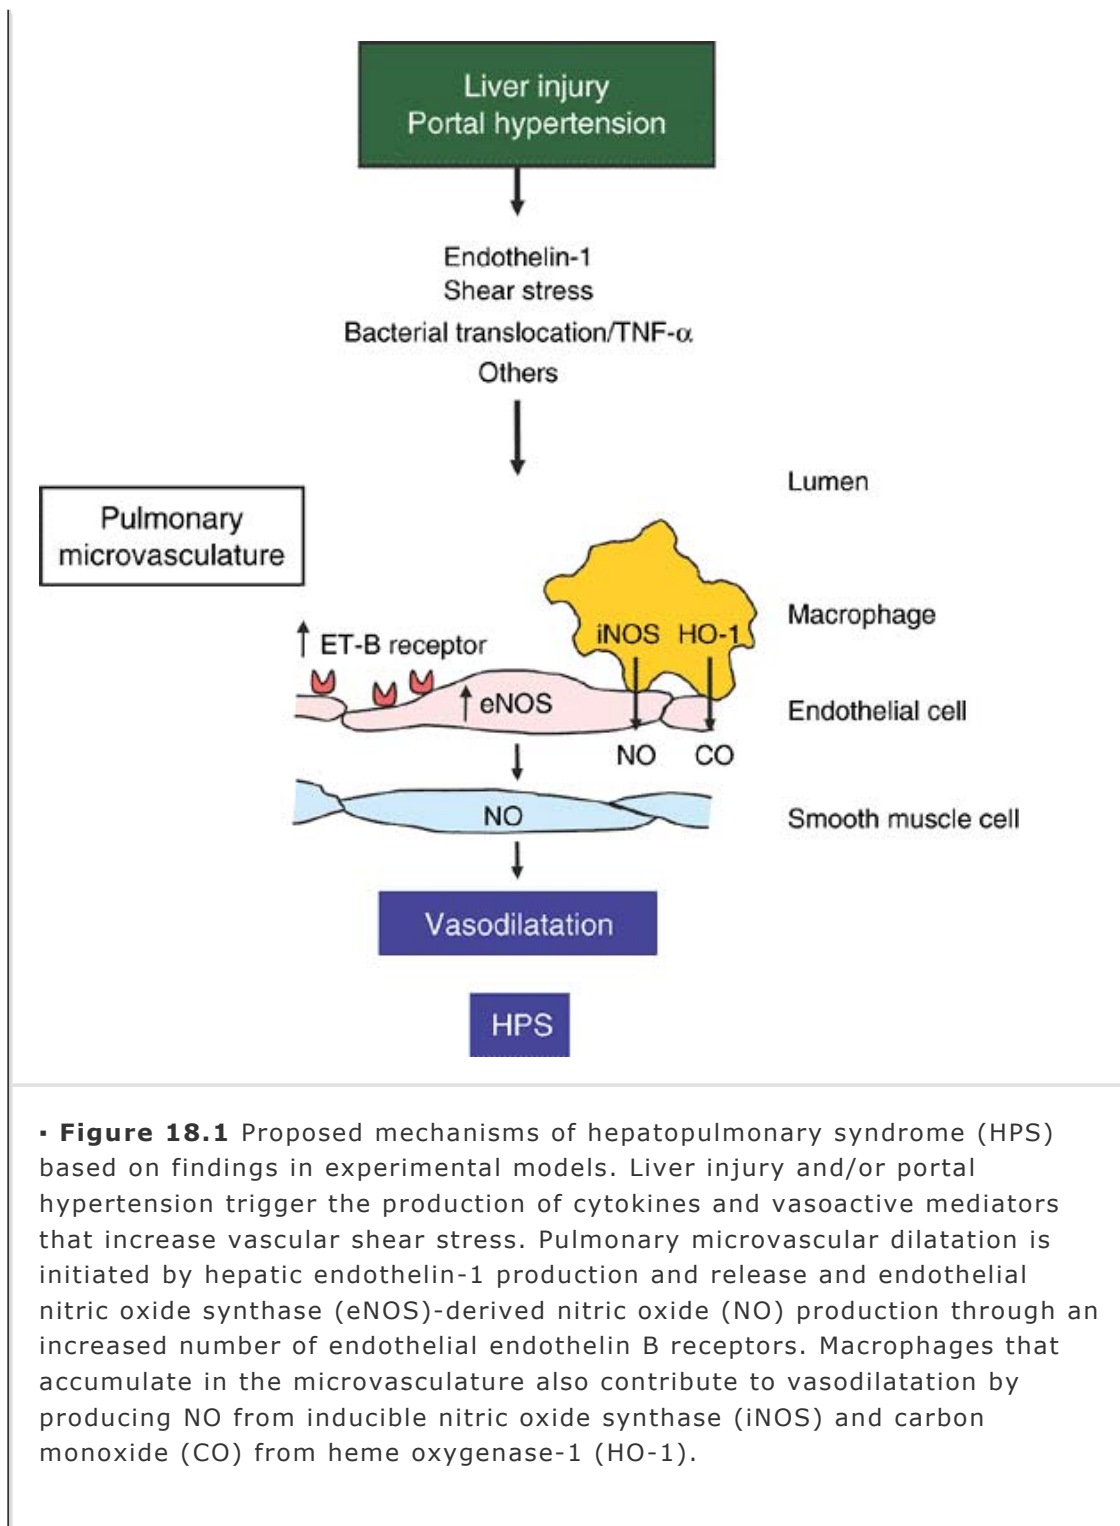 Liver injury
Portal hypertension
Endothelin-1
Shear stress
Bacterial translocation/TNF-α
Others
Lumen
Pulmonary
microvasculature
Macrophage
iNOS HO-1
↑ ET-B receptor
↑ eNOS
Endothelial cell
NO CO
NO
Smooth muscle cell
Vasodilatation
HPS
▪ Figure 18.1 Proposed mechanisms of hepatopulmonary syndrome (HPS)
based on findings in experimental models. Liver injury and/or portal
hypertension trigger the production of cytokines and vasoactive mediators
that increase vascular shear stress. Pulmonary microvascular dilatation is
initiated by hepatic endothelin-1 production and release and endothelial
nitric oxide synthase (eNOS)-derived nitric oxide (NO) production through an
increased number of endothelial endothelin B receptors. Macrophages that
accumulate in the microvasculature also contribute to vasodilatation by
producing NO from inducible nitric oxide synthase (iNOS) and carbon
monoxide (CO) from heme oxygenase-1 (HO-1).